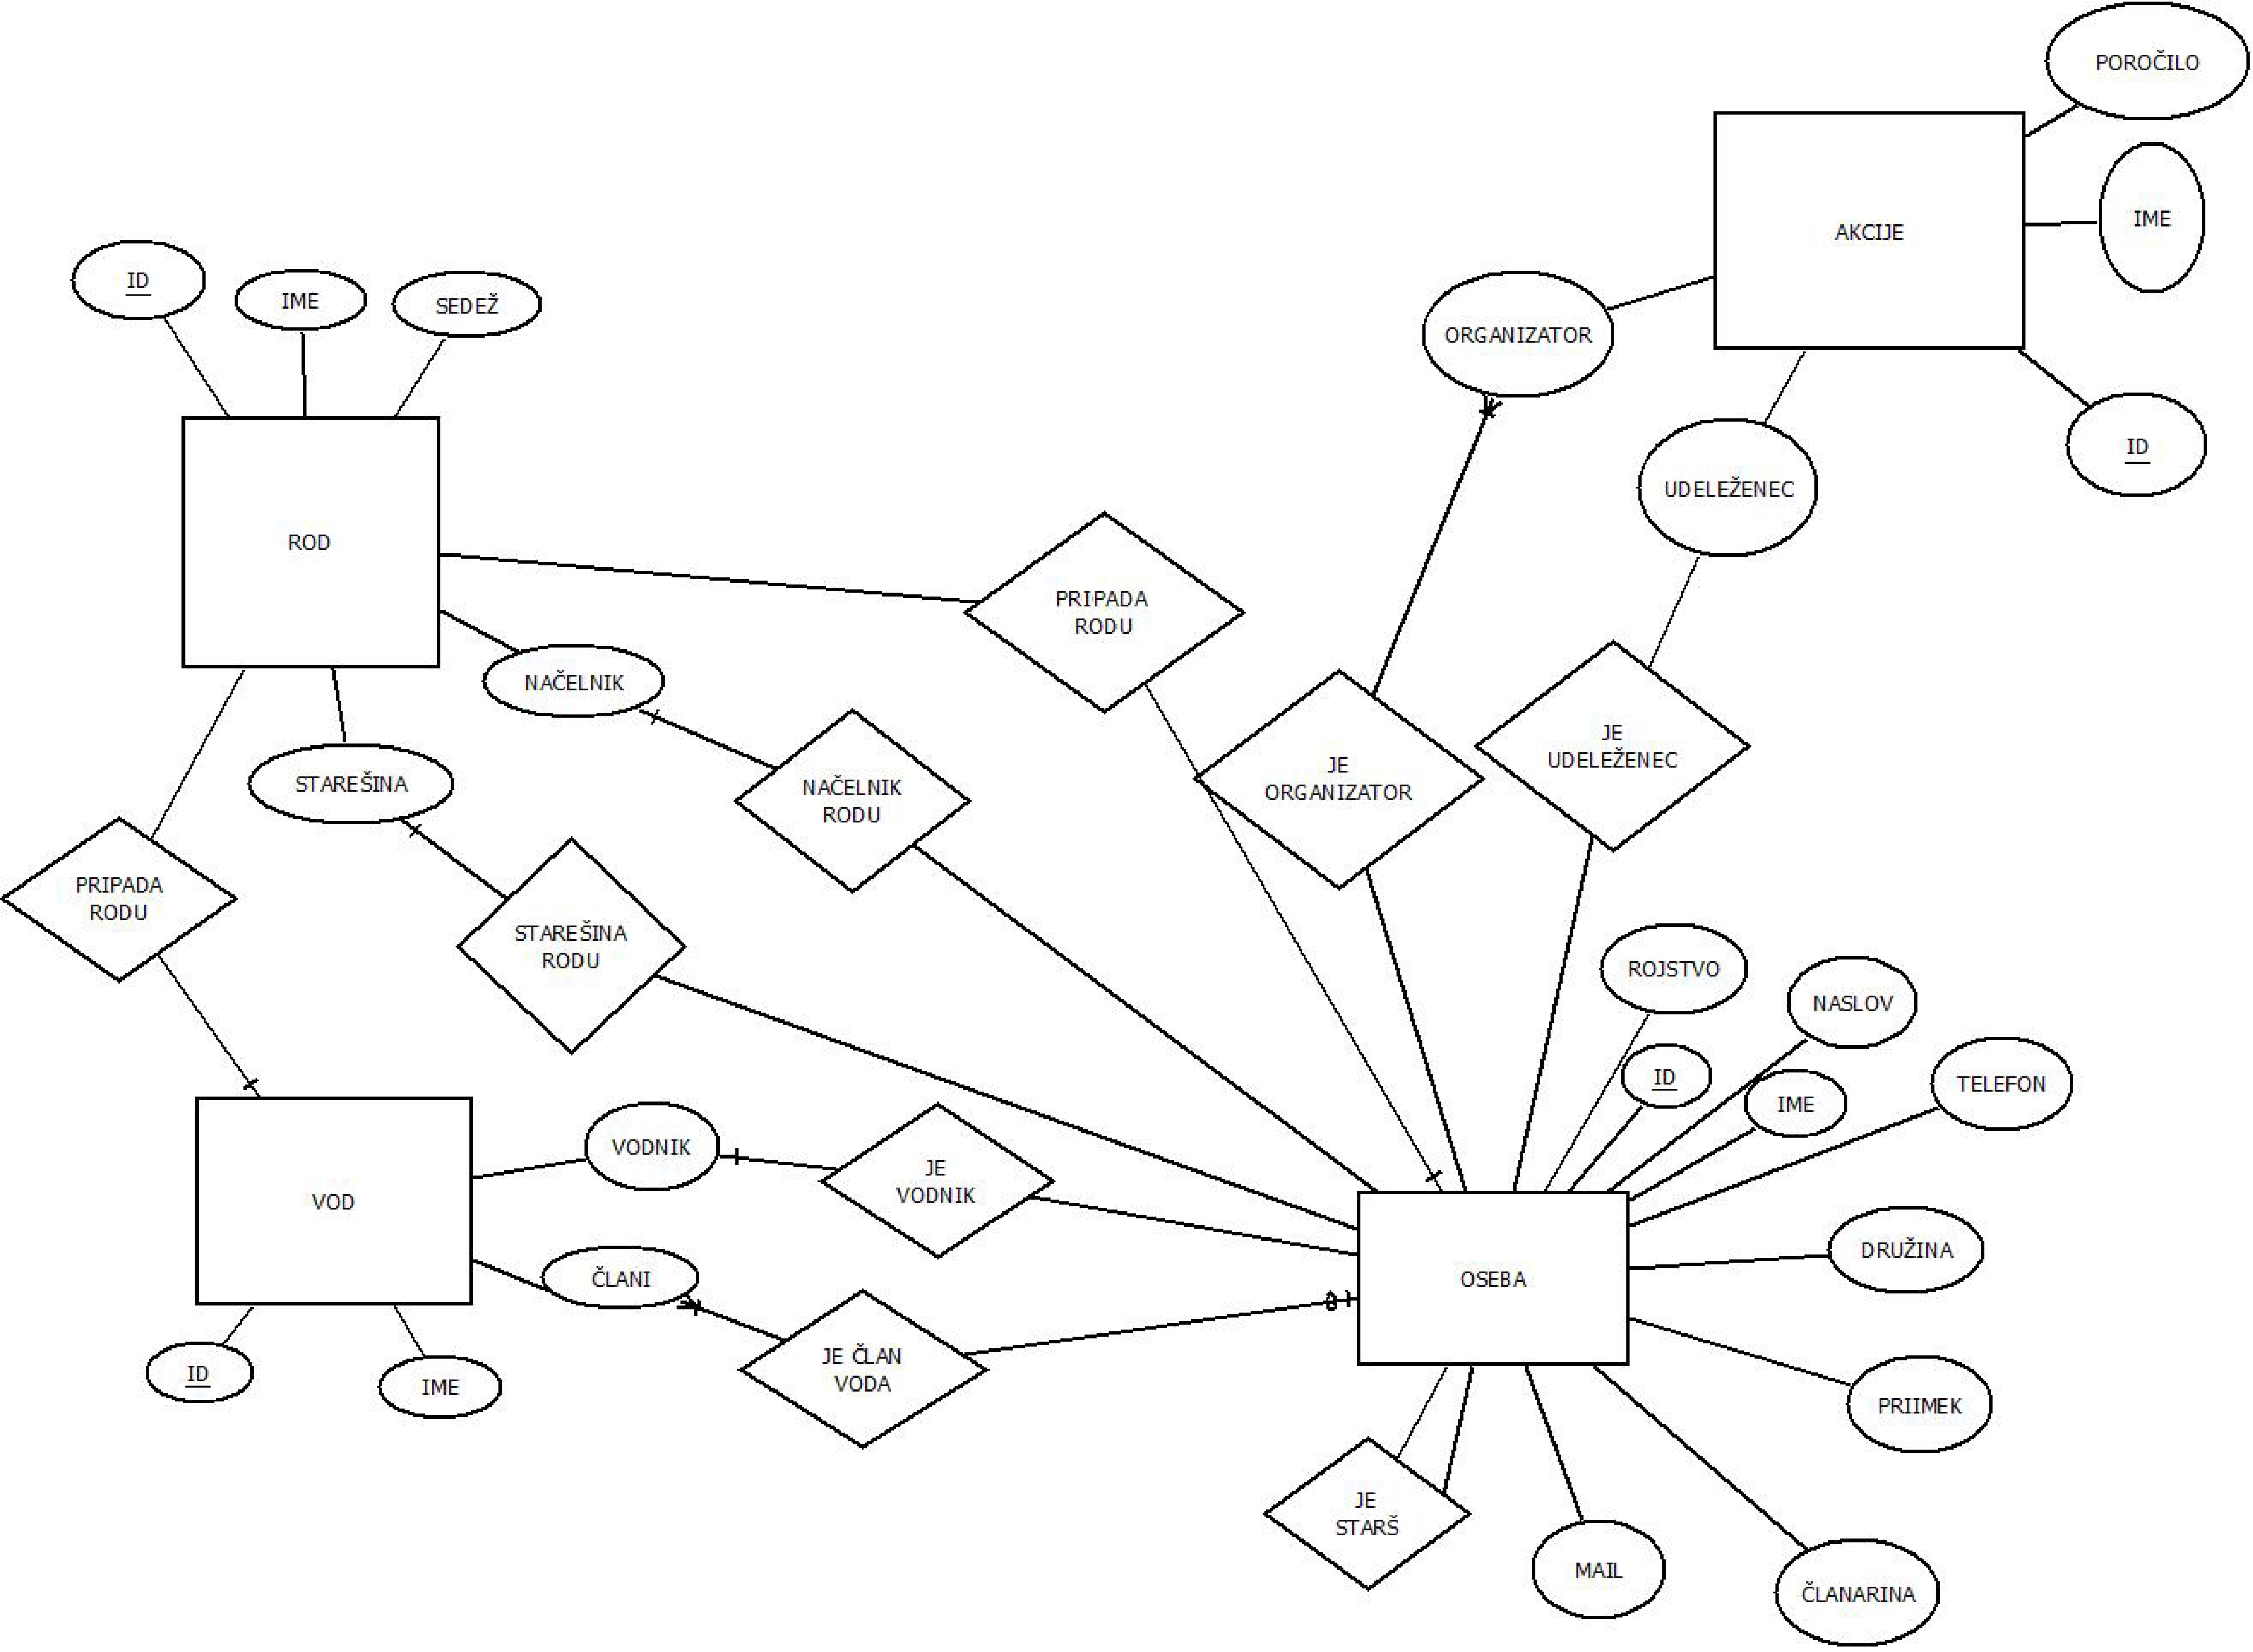 POROČILO
IME
AKCIJE
ID
ORGANIZATOR
UDELEŽENEC
ID
IME
SEDEŽ
ROD
NAČELNIK
STAREŠINA
PRIPADA
RODU
PRIPADA
RODU
NAČELNIK
RODU
STAREŠINA
RODU
JE
ORGANIZATOR
JE
UDELEŽENEC
VOD
VODNIK
ČLANI
ID
IME
JE
VODNIK
JE ČLAN
VODA
OSEBA
ROJSTVO
NASLOV
ID
IME
TELEFON
DRUŽINA
PRIIMEK
ČLANARINA
MAIL
JE
STARŠ